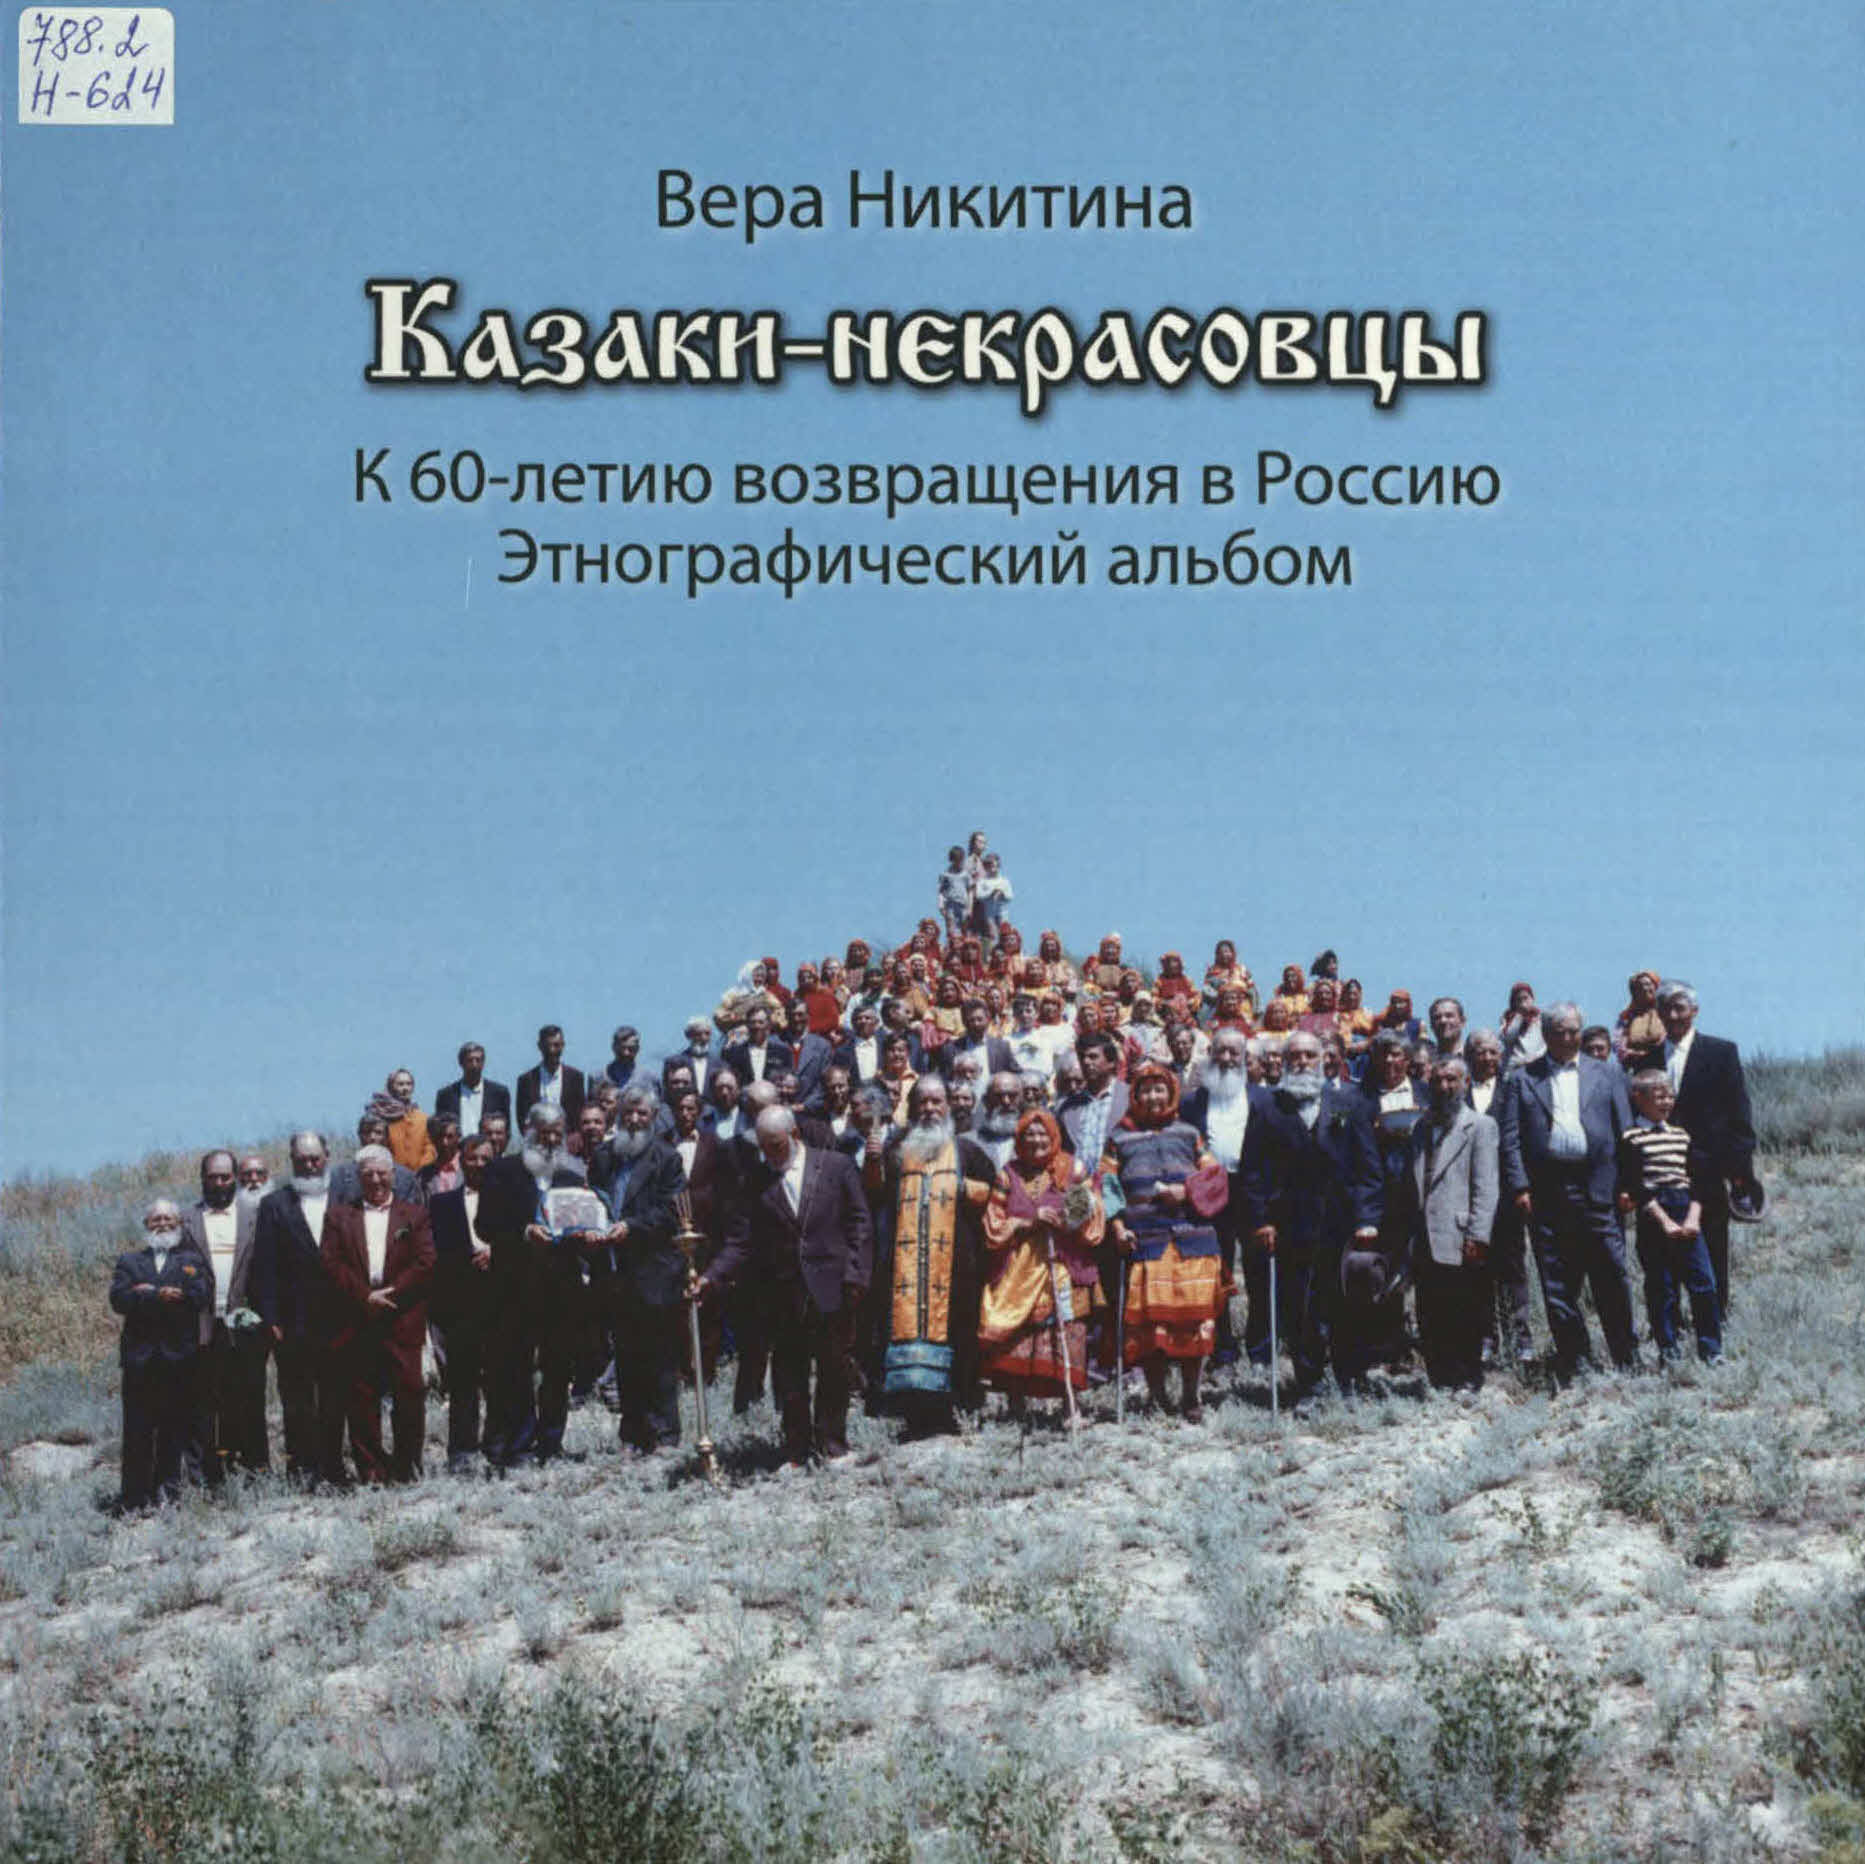 788.2
Н-624
Вера Никитина
Казаки-некрасовцы
К 60-летию возвращения в Россию
Этнографический альбом